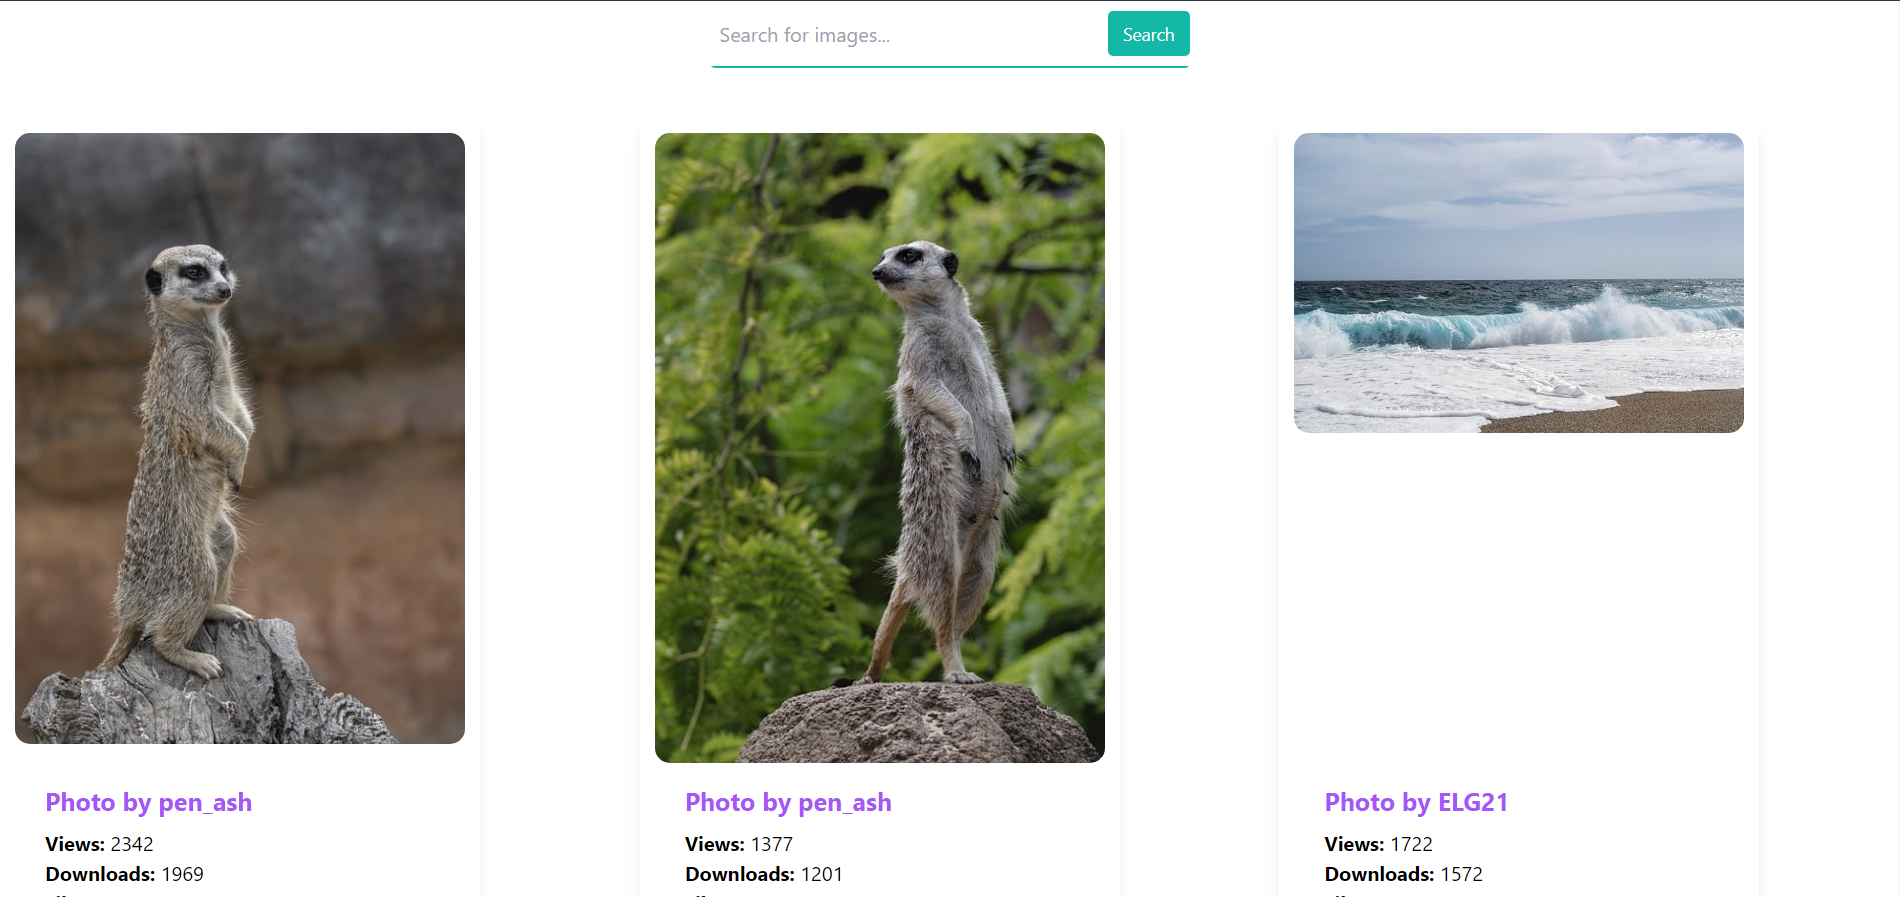 Search for images...
Search
Photo by pen_ash
Views: 2342
Downloads: 1969
Photo by pen_ash
Views: 1377
Downloads: 1201
Photo by ELG21
Views: 1722
Downloads: 1572